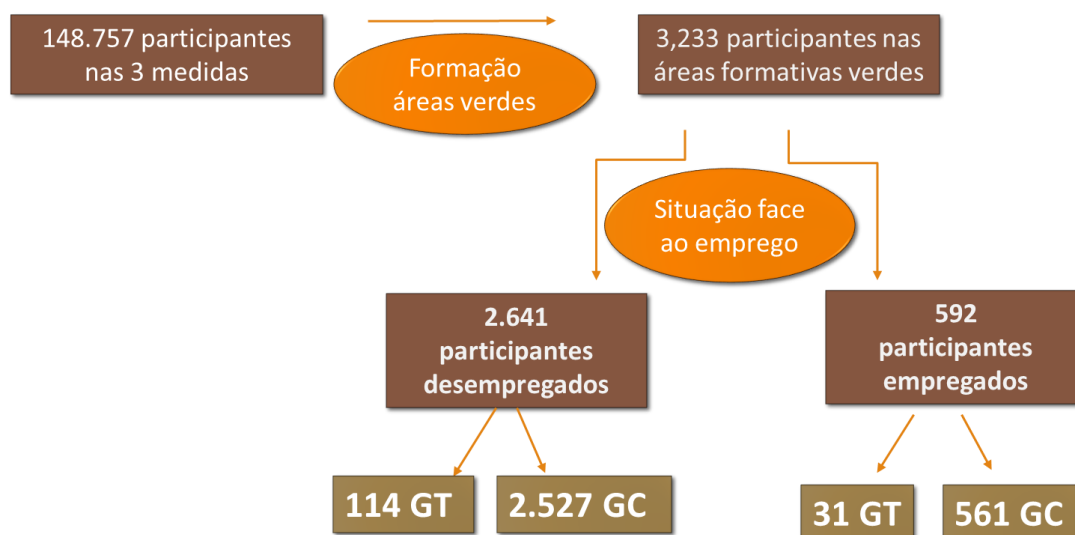 148.757 participantes
nas 3 medidas
Formação
áreas verdes
3,233 participantes nas
áreas formativas verdes
Situação face
ao emprego
2.641
participantes
desempregados
592
participantes
empregados
114 GT
2.527 GC
31 GT
561 GC